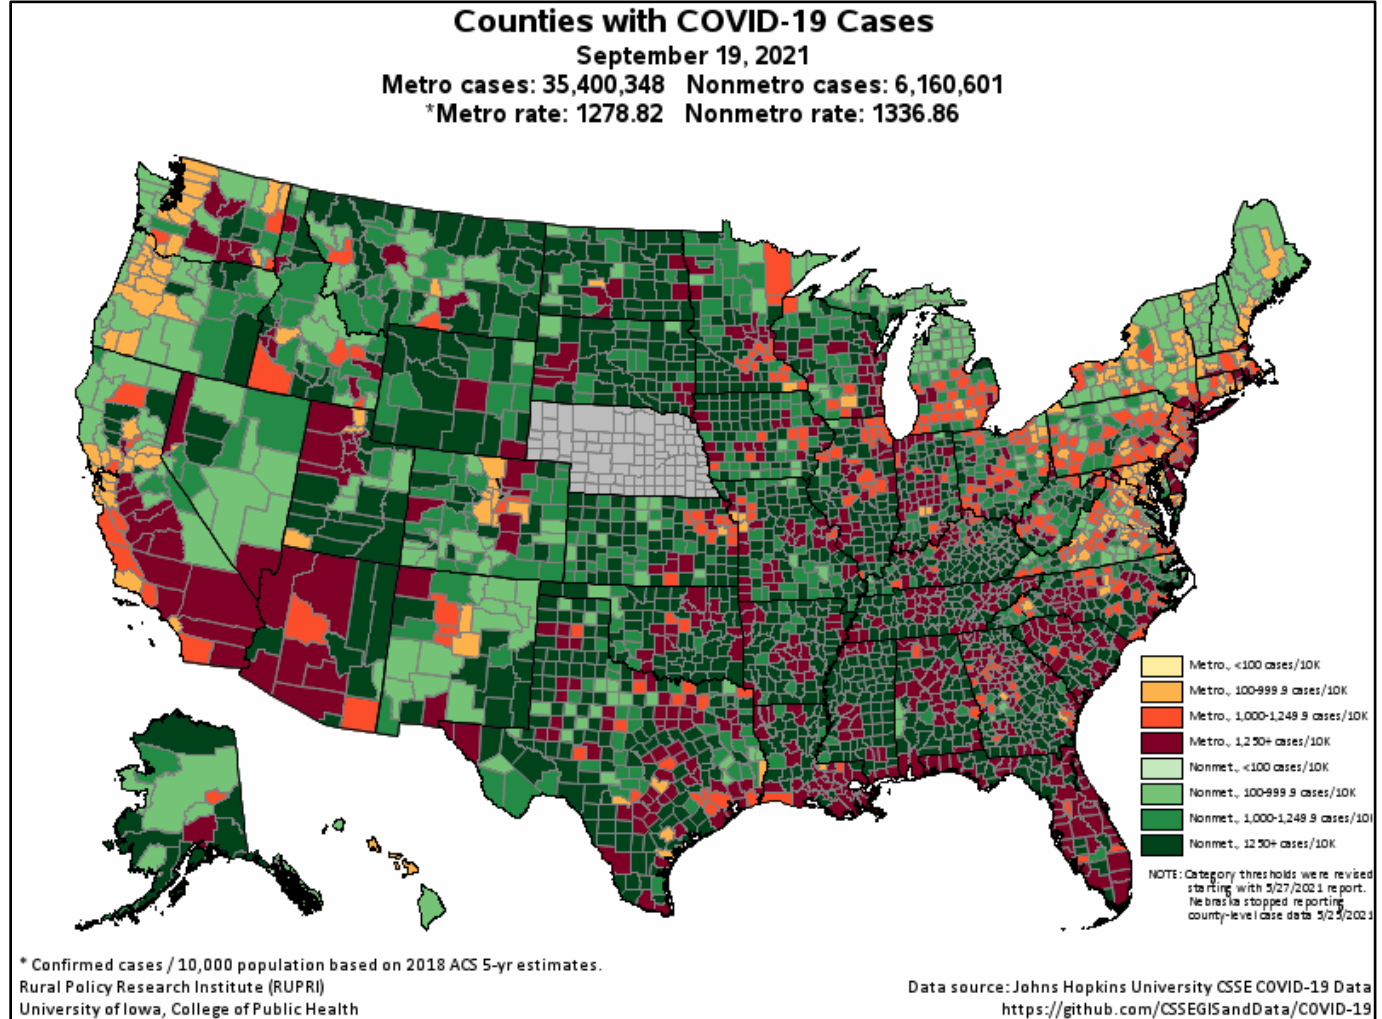 Counties with COVID-19 Cases
September 19, 2021
Metro cases: 35,400,348 Nonmetro cases: 6,160,601
*Metro rate: 1278.82 Nonmetro rate: 1336.86
Metro., <100 cases/10K
Metro., 100-999.9 cases/10K
Metro., 1,000-1,249.9 cases/10K
Metro., 1,250+ cases/10K
Nonmet., <100 cases/10K
Nonmet., 100-999.9 cases/10K
Nonmet., 1,000-1,249.9 cases/10K
Nonmet., 1250+ cases/10K
NOTE: Category thresholds were revised
starting with 5/27/2021 report.
Nebraska stopped reporting
county-level case data 5/25/2021
* Confirmed cases / 10,000 population based on 2018 ACS 5-yr estimates.
Rural Policy Research Institute (RUPRI)
University of Iowa, College of Public Health
Data source: Johns Hopkins University CSSE COVID-19 Data
https://github.com/CSSEGISandData/COVID-19